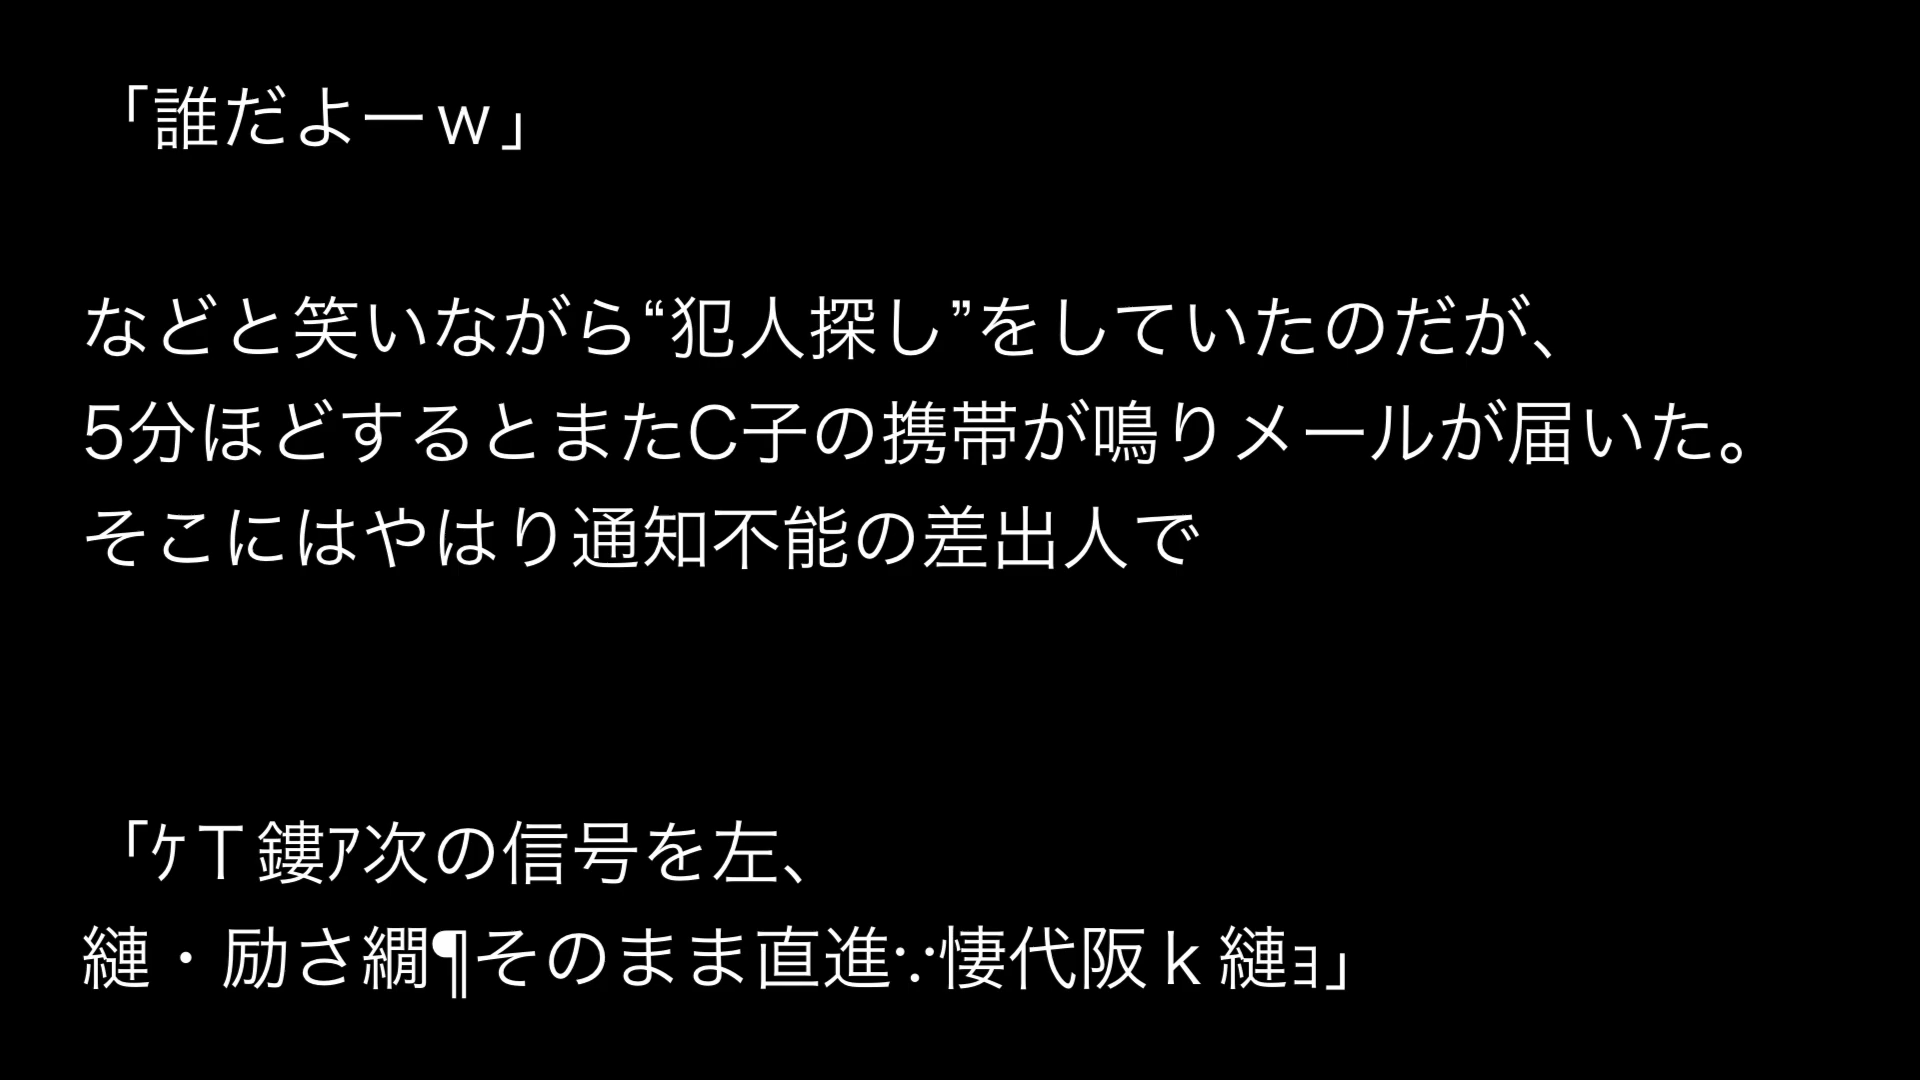 「誰だよーｗ」
などと笑いながら“犯人探し”をしていたのだが、
5分ほどするとまたC子の携帯が鳴りメールが届いた。
そこにはやはり通知不能の差出人で
「ｹＴ鏤ｱ次の信号を左、
縺・励さ繝¶そのまま直進∵悽代阪ｋ縺ｮ」